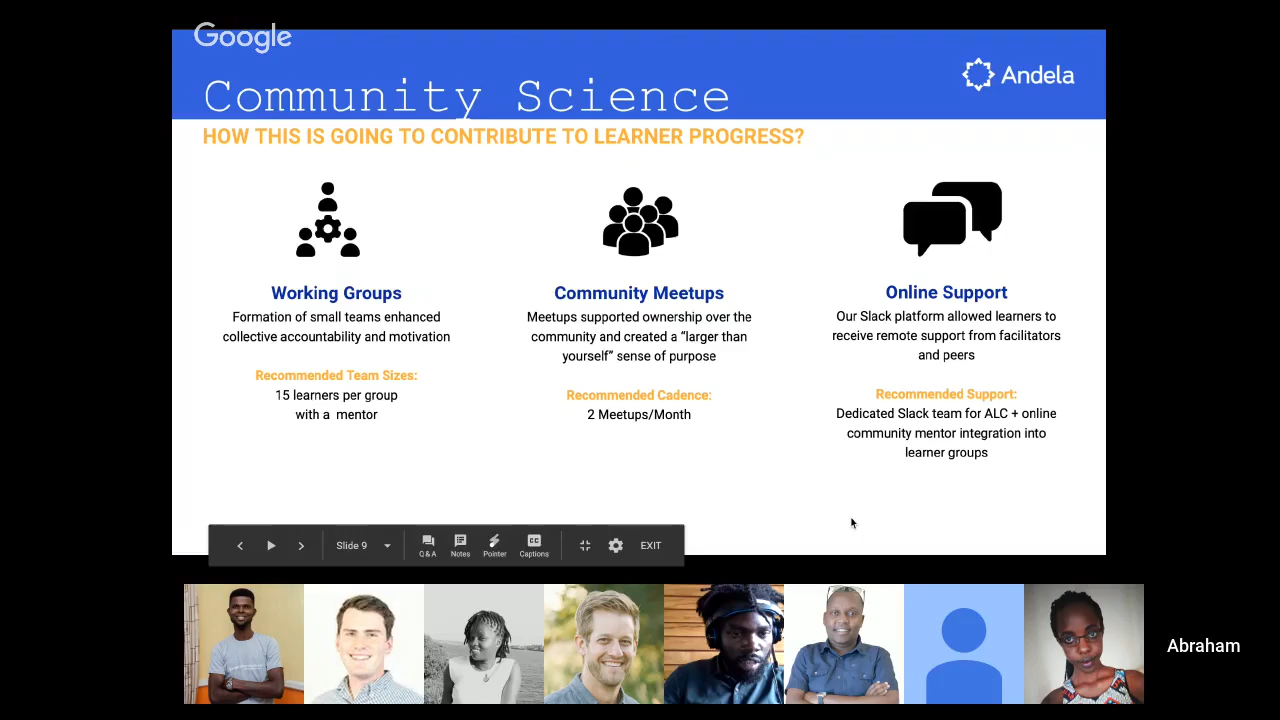 Google
Community Science
Andela
HOW THIS IS GOING TO CONTRIBUTE TO LEARNER PROGRESS?
Working Groups
Formation of small teams enhanced
collective accountability and motivation
Recommended Team Sizes:
15 learners per group
with a mentor
Community Meetups
Meetups supported ownership over the
community and created a “larger than
yourself” sense of purpose
Recommended Cadence:
2 Meetups/Month
Online Support
Our Slack platform allowed learners to
receive remote support from facilitators
and peers
Recommended Support:
Dedicated Slack team for ALC + online
community mentor integration into
learner groups
Slide 9
Q & A
Notes
Pointer
CC
Captions
EXIT
Abraham